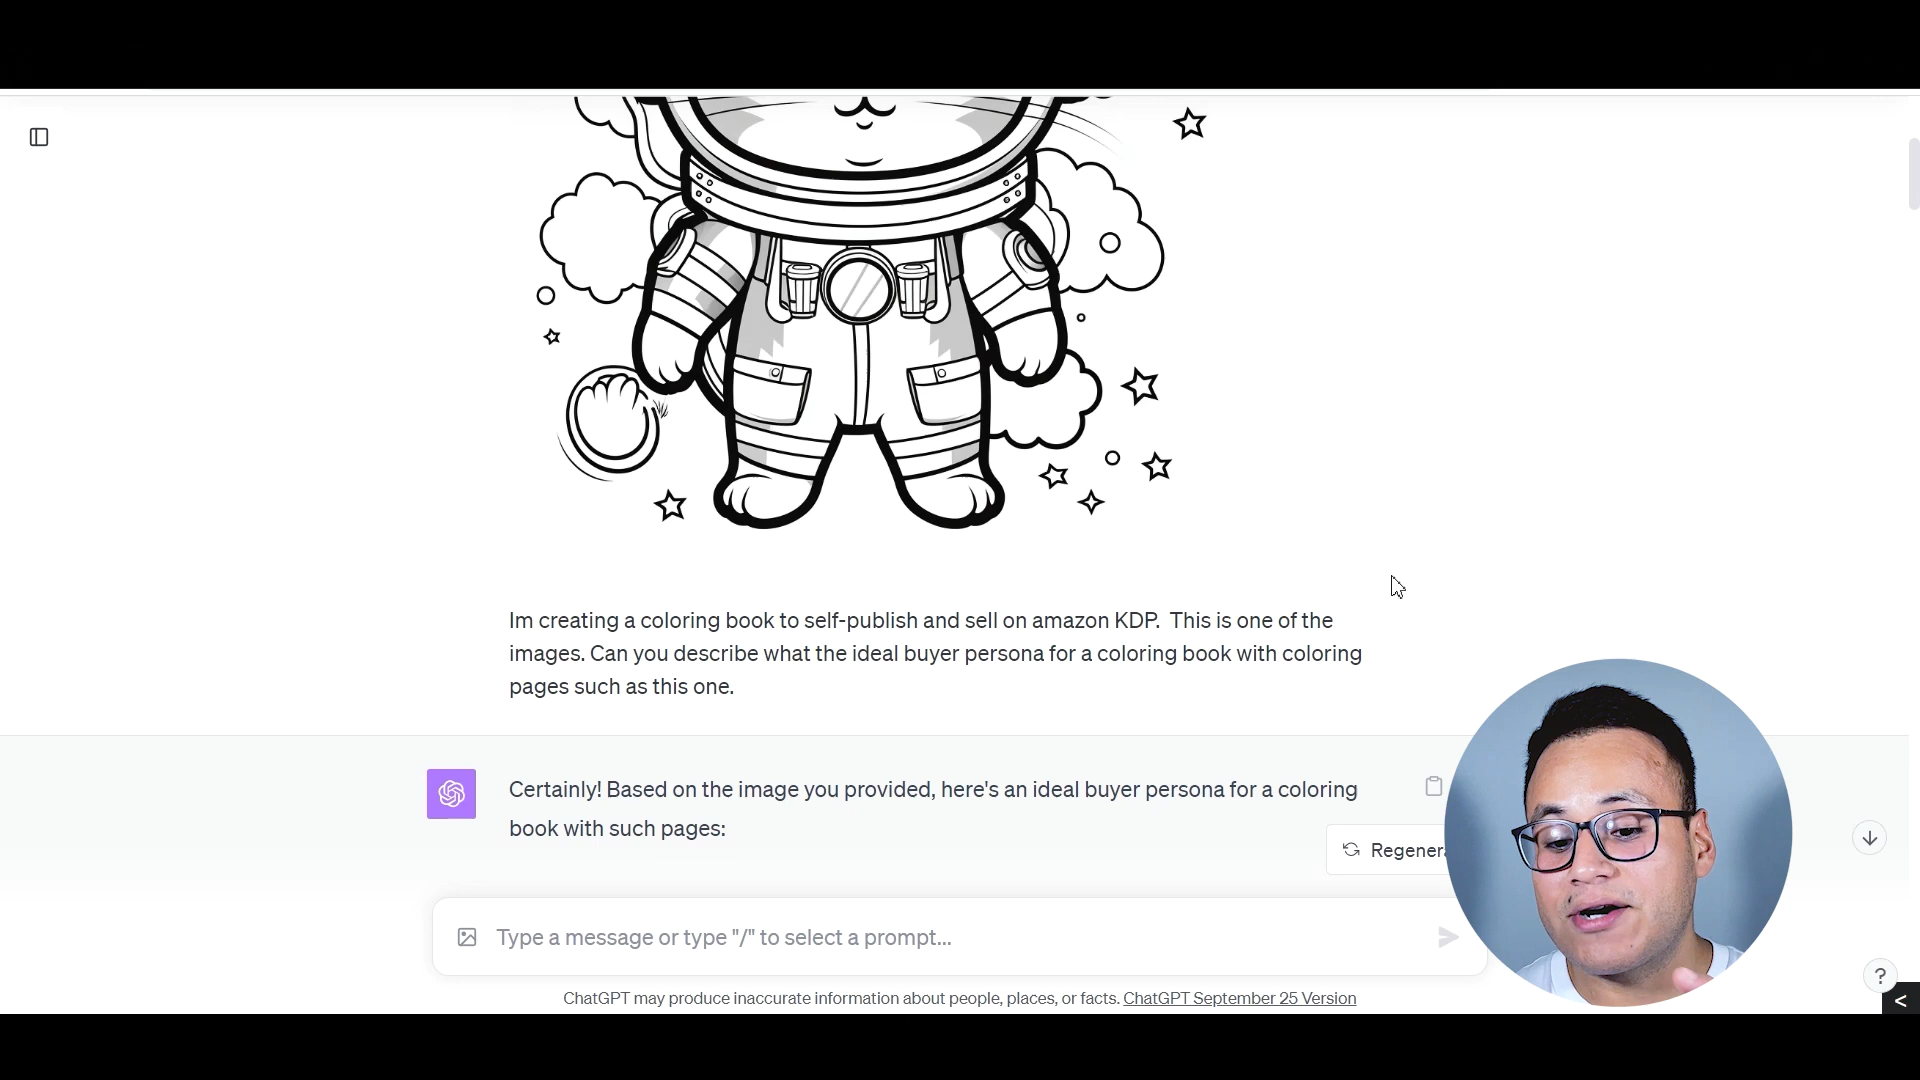 Im creating a coloring book to self-publish and sell on amazon KDP.  This is one of the
images. Can you describe what the ideal buyer persona for a coloring book with coloring
pages such as this one.
Certainly! Based on the image you provided, here's an ideal buyer persona for a coloring
book with such pages:
Regenera
Type a message or type "/" to select a prompt...
ChatGPT may produce inaccurate information about people, places, or facts. ChatGPT September 25 Version
?
<